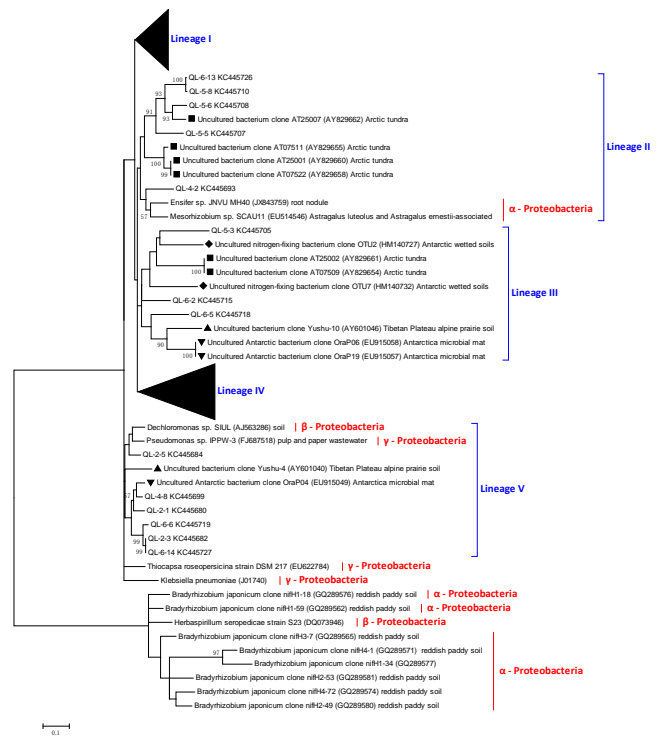 Lineage I
100
QL-6-13 KC445726
QL-5-8 KC445710
93
QL-5-6 KC445708
91
93
Uncultured bacterium clone AT25007 (AY829662) Arctic tundra
QL-5-5 KC445707
Uncultured bacterium clone AT07511 (AY829655) Arctic tundra
Lineage II
100
Uncultured bacterium clone AT25001 (AY829660) Arctic tundra
99
Uncultured bacterium clone AT07522 (AY829658) Arctic tundra
QL-4-2 KC445693
Ensifer sp. JNVU MH40 (JX843759) root nodule
α - Proteobacteria
57
Mesorhizobium sp. SCAU11 (EU514546) Astragalus luteolus and Astragalus ernestii-associated
QL-5-3 KC445705
Uncultured nitrogen-fixing bacterium clone OTU2 (HM140727) Antarctic wetted soils
Uncultured bacterium clone AT25002 (AY829661) Arctic tundra
100
Uncultured bacterium clone AT07509 (AY829654) Arctic tundra
Uncultured nitrogen-fixing bacterium clone OTU7 (HM140732) Antarctic wetted soils
Lineage III
QL-6-2 KC445715
QL-6-5 KC445718
Uncultured bacterium clone Yushu-10 (AY601046) Tibetan Plateau alpine prairie soil
90
Uncultured Antarctic bacterium clone OraP06 (EU915058) Antarctica microbial mat
100
Uncultured Antarctic bacterium clone OraP19 (EU915057) Antarctica microbial mat
Lineage IV
Dechloromonas sp. SIUL (AJ563286) soil | β - Proteobacteria
Pseudomonas sp. IPPW-3 (FJ687518) pulp and paper wastewater | γ - Proteobacteria
QL-2-5 KC445684
Uncultured bacterium clone Yushu-4 (AY601040) Tibetan Plateau alpine prairie soil
Uncultured Antarctic bacterium clone OraP04 (EU915049) Antarctica microbial mat
Lineage V
57
QL-4-8 KC445699
QL-2-1 KC445680
QL-6-6 KC445719
99
QL-2-3 KC445682
99
QL-6-14 KC445727
Thiocapsa roseopersicina strain DSM 217 (EU622784) | γ - Proteobacteria
Klebsiella pneumoniae (J01740) | γ - Proteobacteria
Bradyrhizobium japonicum clone nifH1-18 (GQ289576) reddish paddy soil | α - Proteobacteria
Bradyrhizobium japonicum clone nifH1-59 (GQ289562) reddish paddy soil | α - Proteobacteria
Herbaspirillum seropedicae strain S23 (DQ073946) | β - Proteobacteria
Bradyrhizobium japonicum clone nifH3-7 (GQ289565) reddish paddy soil
97
Bradyrhizobium japonicum clone nifH4-1 (GQ289571) reddish paddy soil
Bradyrhizobium japonicum clone nifH1-34 (GQ289577)
α - Proteobacteria
Bradyrhizobium japonicum clone nifH2-53 (GQ289581) reddish paddy soil
Bradyrhizobium japonicum clone nifH4-72 (GQ289574) reddish paddy soil
Bradyrhizobium japonicum clone nifH2-49 (GQ289580) reddish paddy soil
0.1